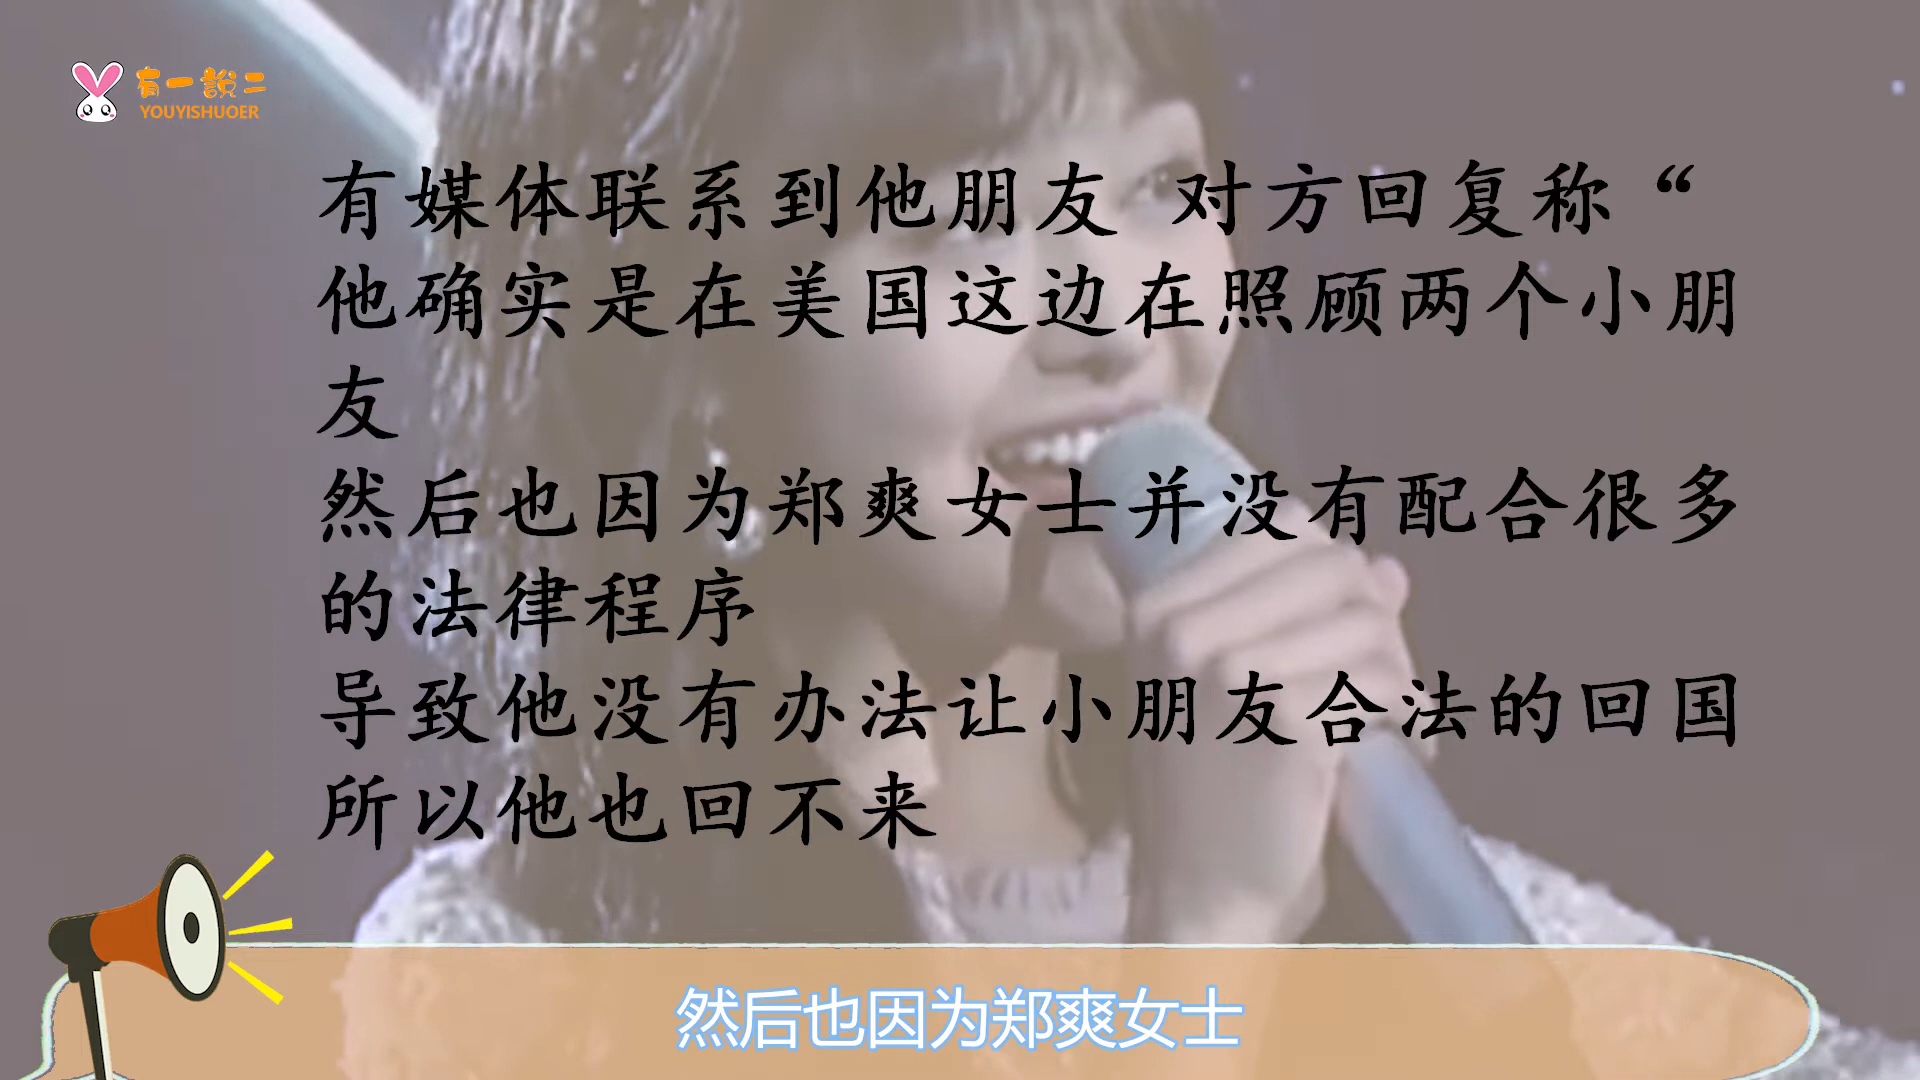 有一說二
YOUYISHUOER
有媒体联系到他朋友 对方回复称“
他确实是在美国这边在照顾两个小朋
友
然后也因为郑爽女士并没有配合很多
的法律程序
导致他没有办法让小朋友合法的回国
所以他也回不来
然后也因为郑爽女士